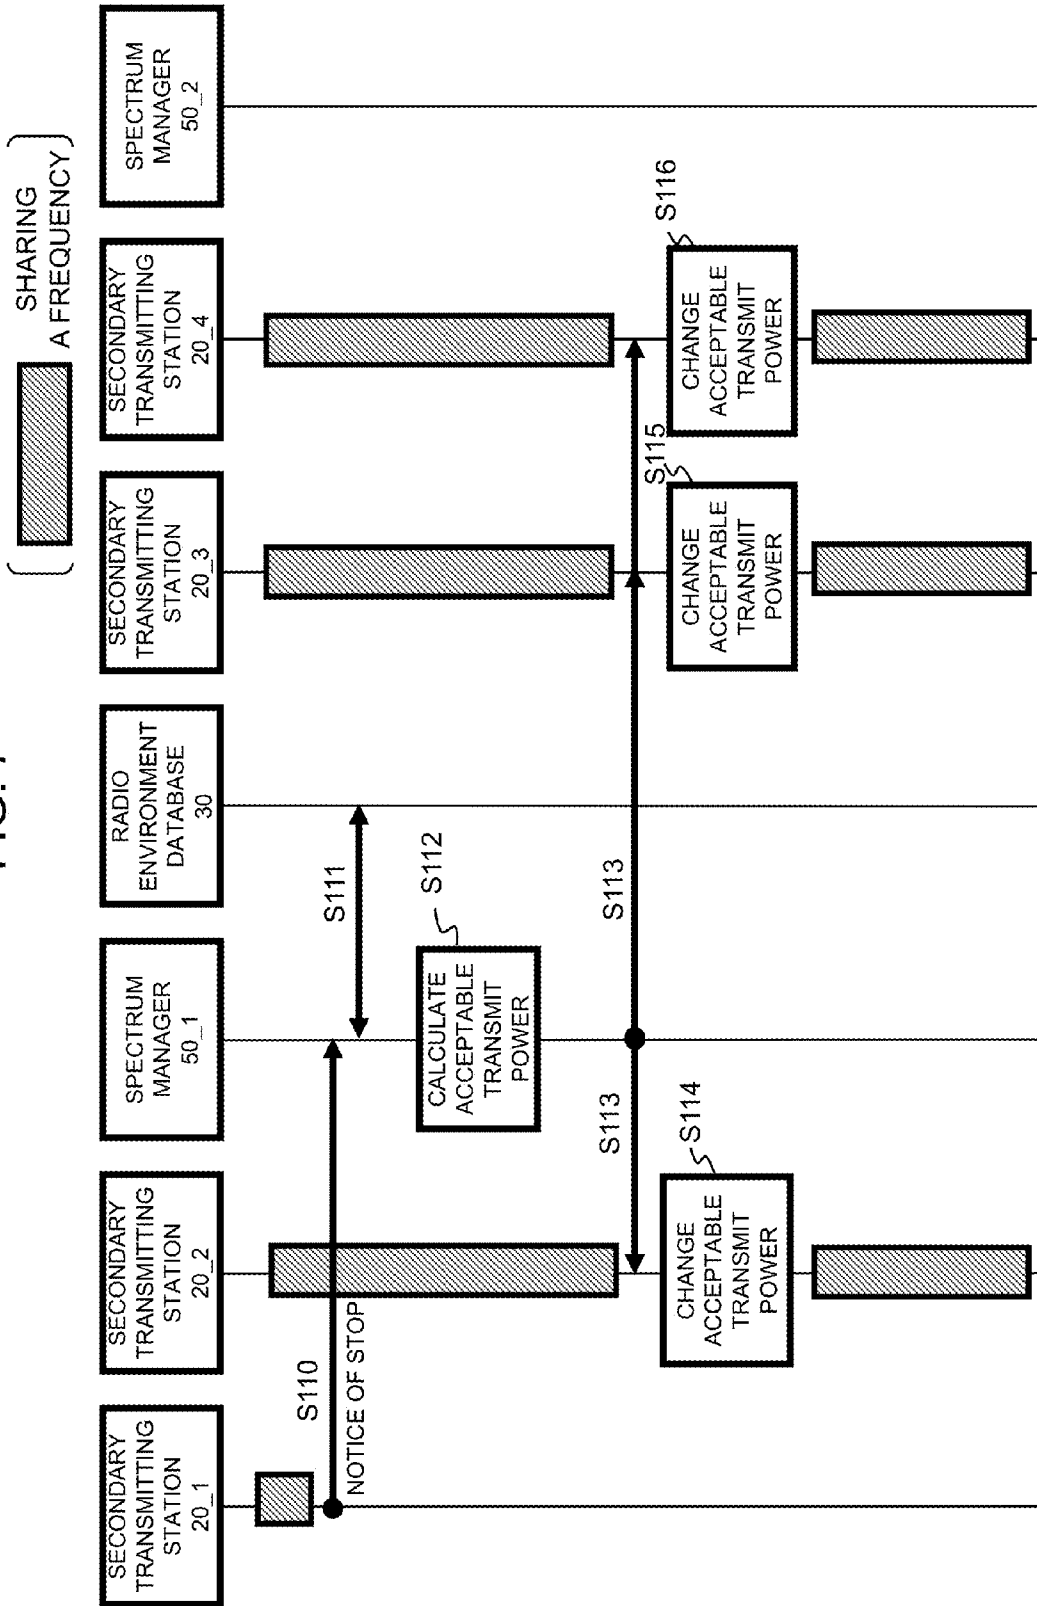 SHARING
A FREQUENCY
SECONDARY
TRANSMITTING
STATION
20_1
SECONDARY
TRANSMITTING
STATION
20_2
SPECTRUM
MANAGER
50_1
RADIO
ENVIRONMENT
DATABASE
30
SECONDARY
TRANSMITTING
STATION
20_3
SECONDARY
TRANSMITTING
STATION
20_4
SPECTRUM
MANAGER
50_2
S110
NOTICE OF STOP
S111
S112
CALCULATE
ACCEPTABLE
TRANSMIT
POWER
S113
S113
S114
CHANGE
ACCEPTABLE
TRANSMIT
POWER
S115
CHANGE
ACCEPTABLE
TRANSMIT
POWER
S116
CHANGE
ACCEPTABLE
TRANSMIT
POWER